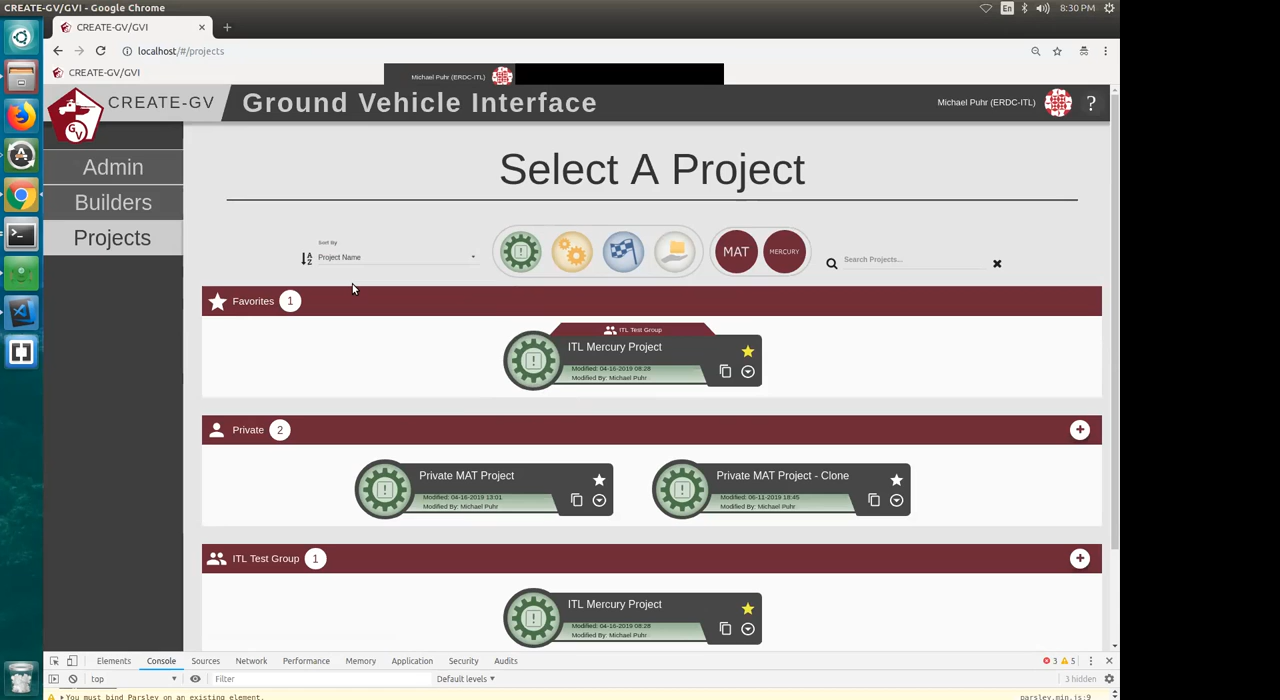 CREATE-GV/GVI - Google Chrome
En
8:30 PM
CREATE-GV/GVI
localhost/#/projects
CREATE-GV/GVI
Michael Puhr (ERDC-ITL)
GV
CREATE-GV
Ground Vehicle Interface
Michael Puhr (ERDC-ITL)
?
Admin
Builders
Projects
Select A Project
Sort By
Project Name
A
Z
MAT
MERCURY
Search Projects...
Favorites 1
ITL Test Group
ITL Mercury Project
Modified: 04-16-2019 08:28
Modified By: Michael Puhr
Private 2
Private MAT Project
Modified: 04-16-2019 13:01
Modified By: Michael Puhr
Private MAT Project - Clone
Modified: 06-11-2019 18:45
Modified By: Michael Puhr
ITL Test Group 1
ITL Mercury Project
Modified: 04-16-2019 08:28
Modified By: Michael Puhr
Elements Console Sources Network Performance Memory Application Security Audits
3 5
top
Filter
Default levels
3 hidden
You must bind Parsley on an existing element.
parsley.min.js:9